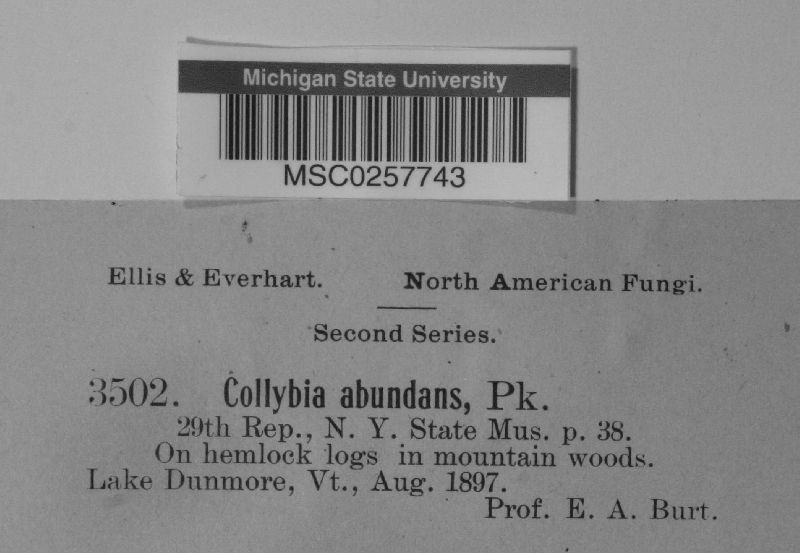 Michigan State University
MSC0257743
Ellis & Everhart. North American Fungi.
Second Series.
3502. Collybia abundans, Pk.
29th Rep., N. Y. State Mus. p. 38.
On hemlock logs in mountain woods.
Lake Dunmore, Vt., Aug. 1897.
Prof. E. A. Burt.